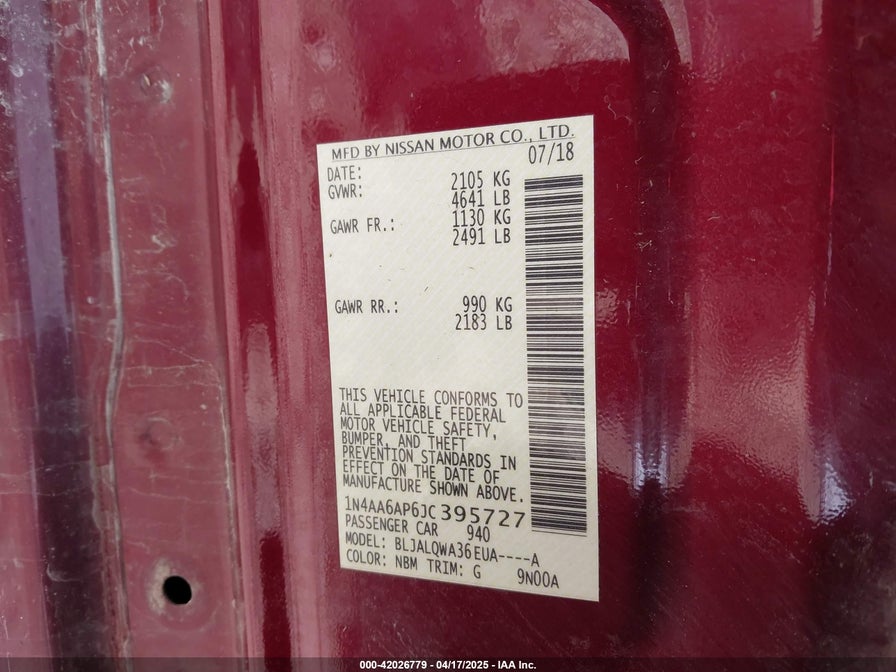 MFD BY NISSAN MOTOR CO., LTD.
DATE: 07/18
GVWR: 2105 KG
4641 LB
GAWR FR.: 1130 KG
2491 LB
GAWR RR.: 990 KG
2183 LB
THIS VEHICLE CONFORMS TO
ALL APPLICABLE FEDERAL
MOTOR VEHICLE SAFETY,
BUMPER, AND THEFT
PREVENTION STANDARDS IN
EFFECT ON THE DATE OF
MANUFACTURE SHOWN ABOVE.
1N4AA6AP6JC395727
PASSENGER CAR 940
MODEL: BLJALQWA36EUA----A
COLOR: NBM TRIM: G 9N00A
000-42026779 - 04/17/2025 - IAA Inc.